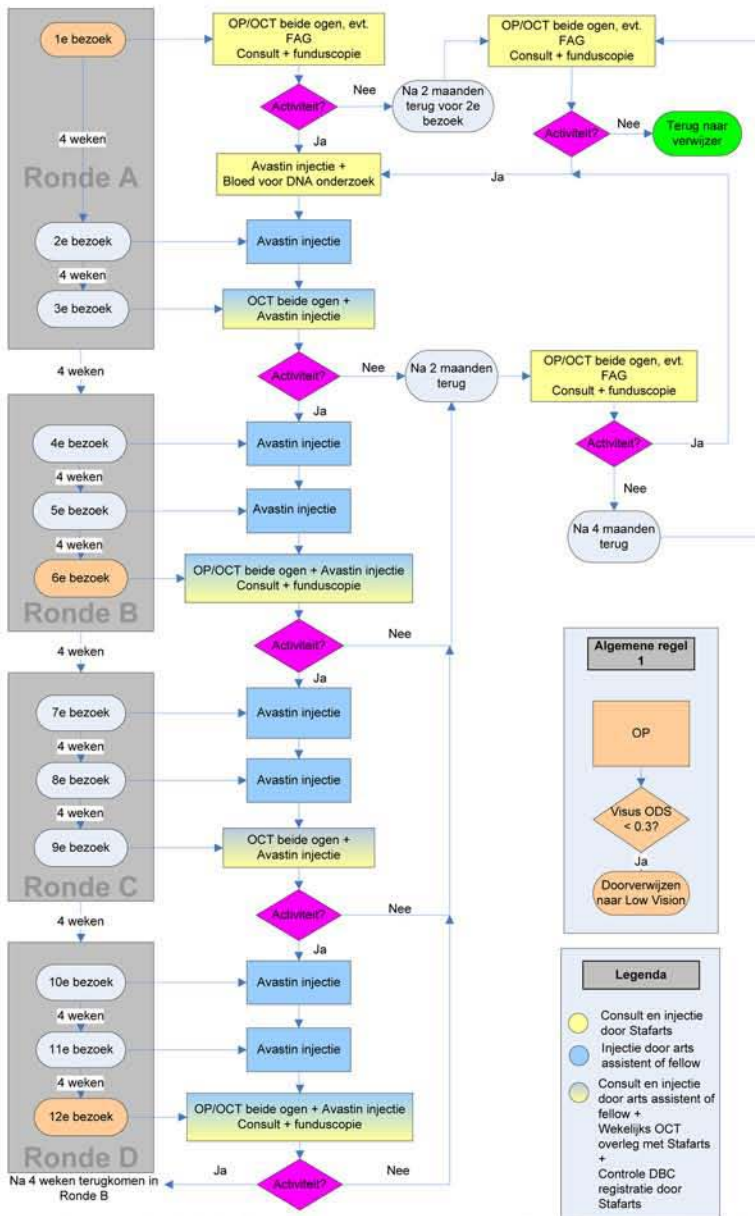 1e bezoek
4 weken
Ronde A
2e bezoek
4 weken
3e bezoek
4 weken
4e bezoek
4 weken
5e bezoek
4 weken
6e bezoek
Ronde B
4 weken
7e bezoek
4 weken
8e bezoek
4 weken
9e bezoek
Ronde C
4 weken
10e bezoek
4 weken
11e bezoek
4 weken
12e bezoek
Ronde D
Na 4 weken terugkomen in
Ronde B
OP/OCT beide ogen, evt.
FAG
Consult + funduscopie
Activiteit?
Nee
Na 2 maanden
terug voor 2e
bezoek
OP/OCT beide ogen, evt.
FAG
Consult + funduscopie
Activiteit?
Nee
Terug naar
verwijzer
Ja
Ja
Avastin injectie +
Bloed voor DNA onderzoek
Avastin injectie
OCT beide ogen +
Avastin injectie
Activiteit?
Nee
Na 2 maanden
terug
OP/OCT beide ogen, evt.
FAG
Consult + funduscopie
Activiteit?
Ja
Nee
Na 4 maanden
terug
Ja
Avastin injectie
Avastin injectie
OP/OCT beide ogen + Avastin injectie
Consult + funduscopie
Activiteit?
Nee
Ja
Avastin injectie
Avastin injectie
OCT beide ogen +
Avastin injectie
Activiteit?
Nee
Ja
Avastin injectie
Avastin injectie
OP/OCT beide ogen + Avastin injectie
Consult + funduscopie
Activiteit?
Ja
Nee
Algemene regel
1
OP
Visus ODS
< 0.3?
Ja
Doorverwijzen
naar Low Vision
Legenda
Consult en injectie
door Stafarts
Injectie door arts
assistent of fellow
Consult en injectie
door arts assistent of
fellow +
Wekelijks OCT
overleg met Stafarts
+
Controle DBC
registratie door
Stafarts